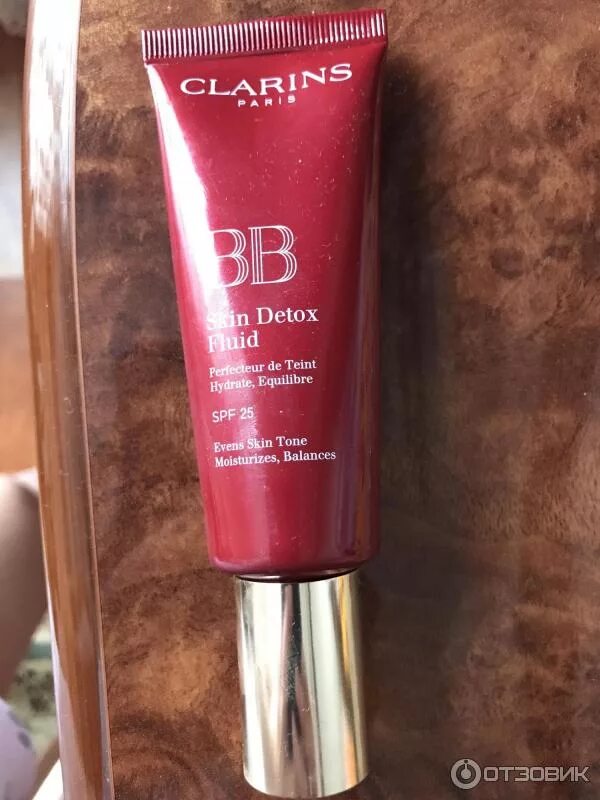 CLARINS
PARIS
BB
Skin Detox
Fluid
Perfecteur de Teint
Hydrate, Equilibre
SPF 25
Evens Skin Tone
Moisturizes, Balances
ОТЗОВИК